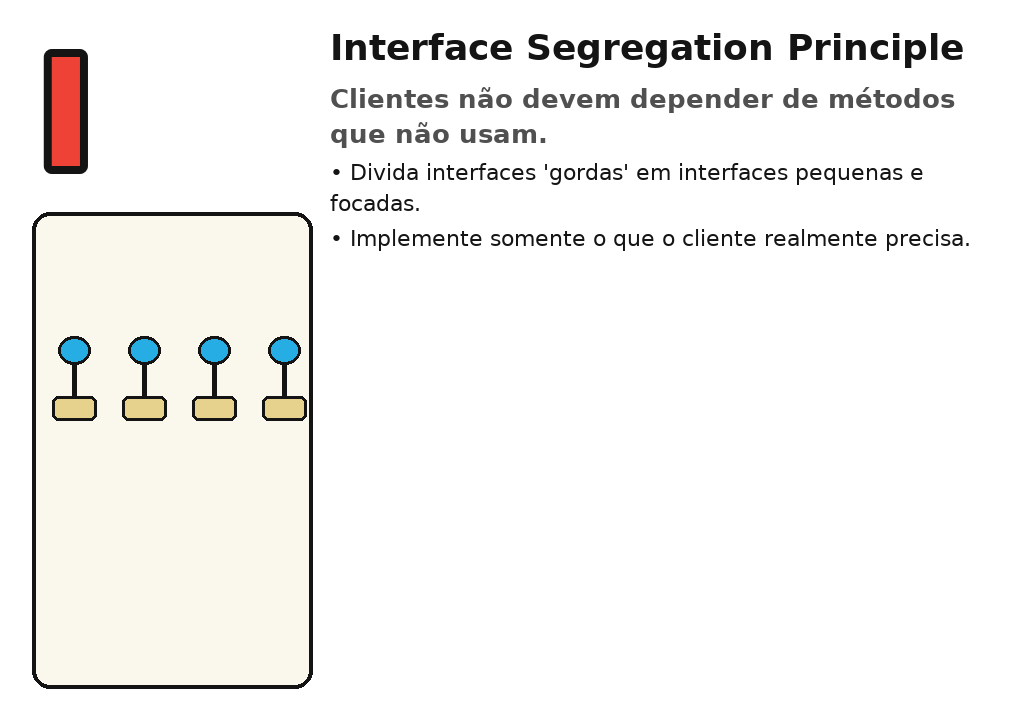 I
Interface Segregation Principle
Clientes não devem depender de métodos
que não usam.
• Divida interfaces 'gordas' em interfaces pequenas e
focadas.
• Implemente somente o que o cliente realmente precisa.